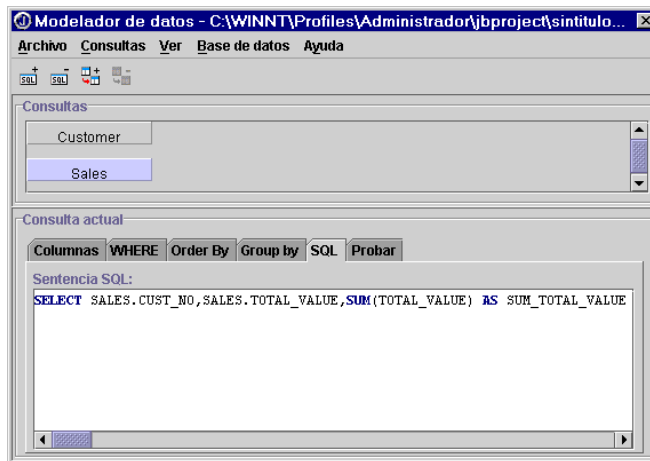 Modelador de datos - C:\WINNT\Profiles\Administrador\jbproject\sintitulo...
Archivo Consultas Ver Base de datos Ayuda
SQL SQL
Consultas
Customer
Sales
Consulta actual
Columnas WHERE Order By Group by SQL Probar
Sentencia SQL:
SELECT SALES.CUST_NO,SALES.TOTAL_VALUE,SUM(TOTAL_VALUE) AS SUM_TOTAL_VALUE